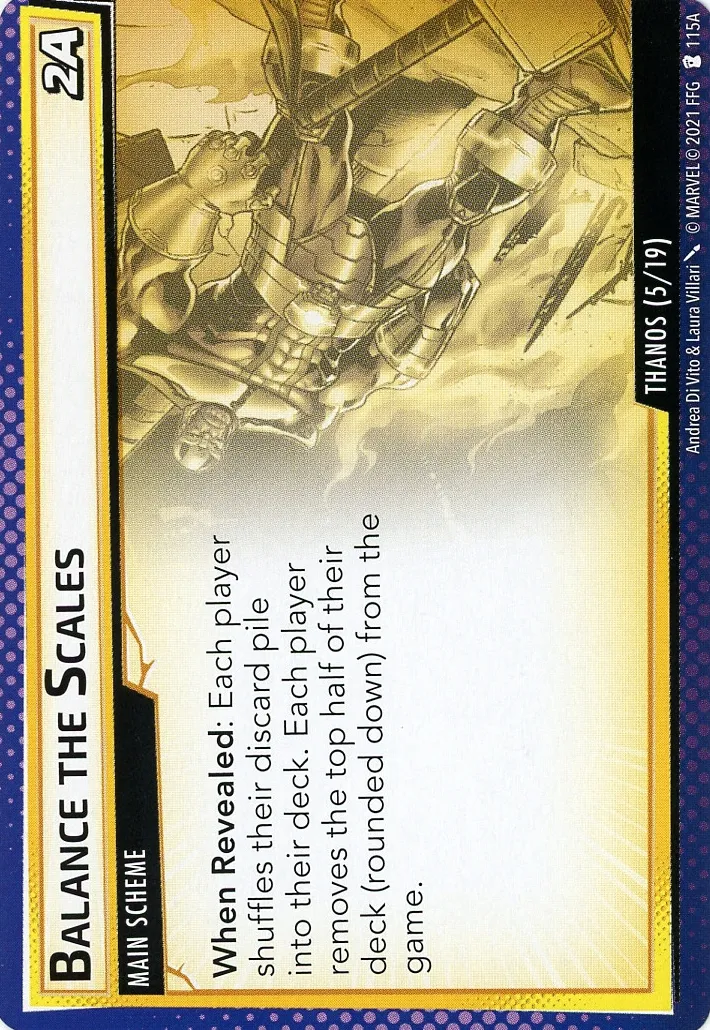 BALANCE THE SCALES
2A
MAIN SCHEME
When Revealed: Each player
shuffles their discard pile
into their deck. Each player
removes the top half of their
deck (rounded down) from the
game.
THANOS (5/19)
Andrea Di Vito & Laura Villari © MARVEL © 2021 FFG 115A